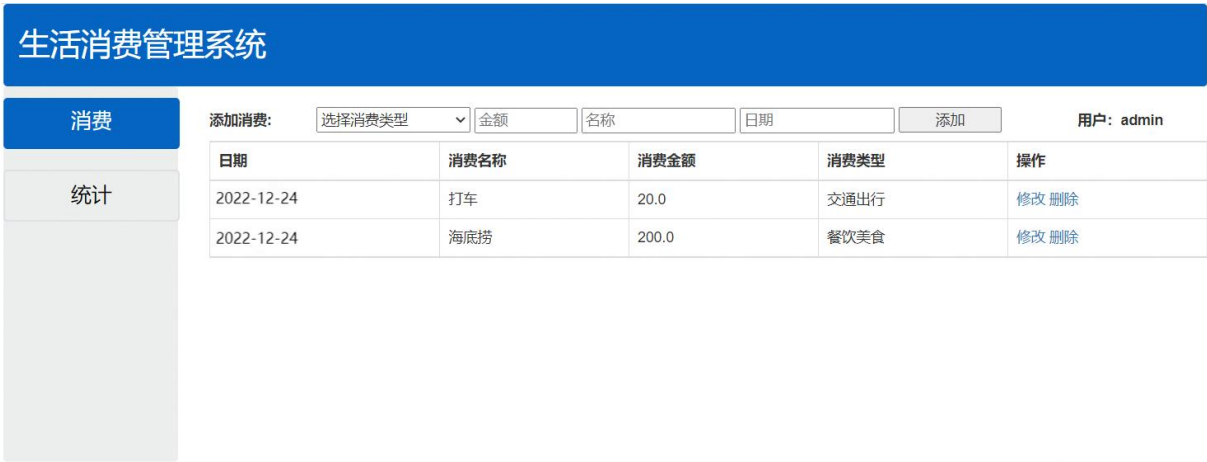 生活消费管理系统
消费
统计
添加消费: 选择消费类型 金额 名称 日期 添加 用户: admin
日期 消费名称 消费金额 消费类型 操作
2022-12-24 打车 20.0 交通出行 修改 删除
2022-12-24 海底捞 200.0 餐饮美食 修改 删除